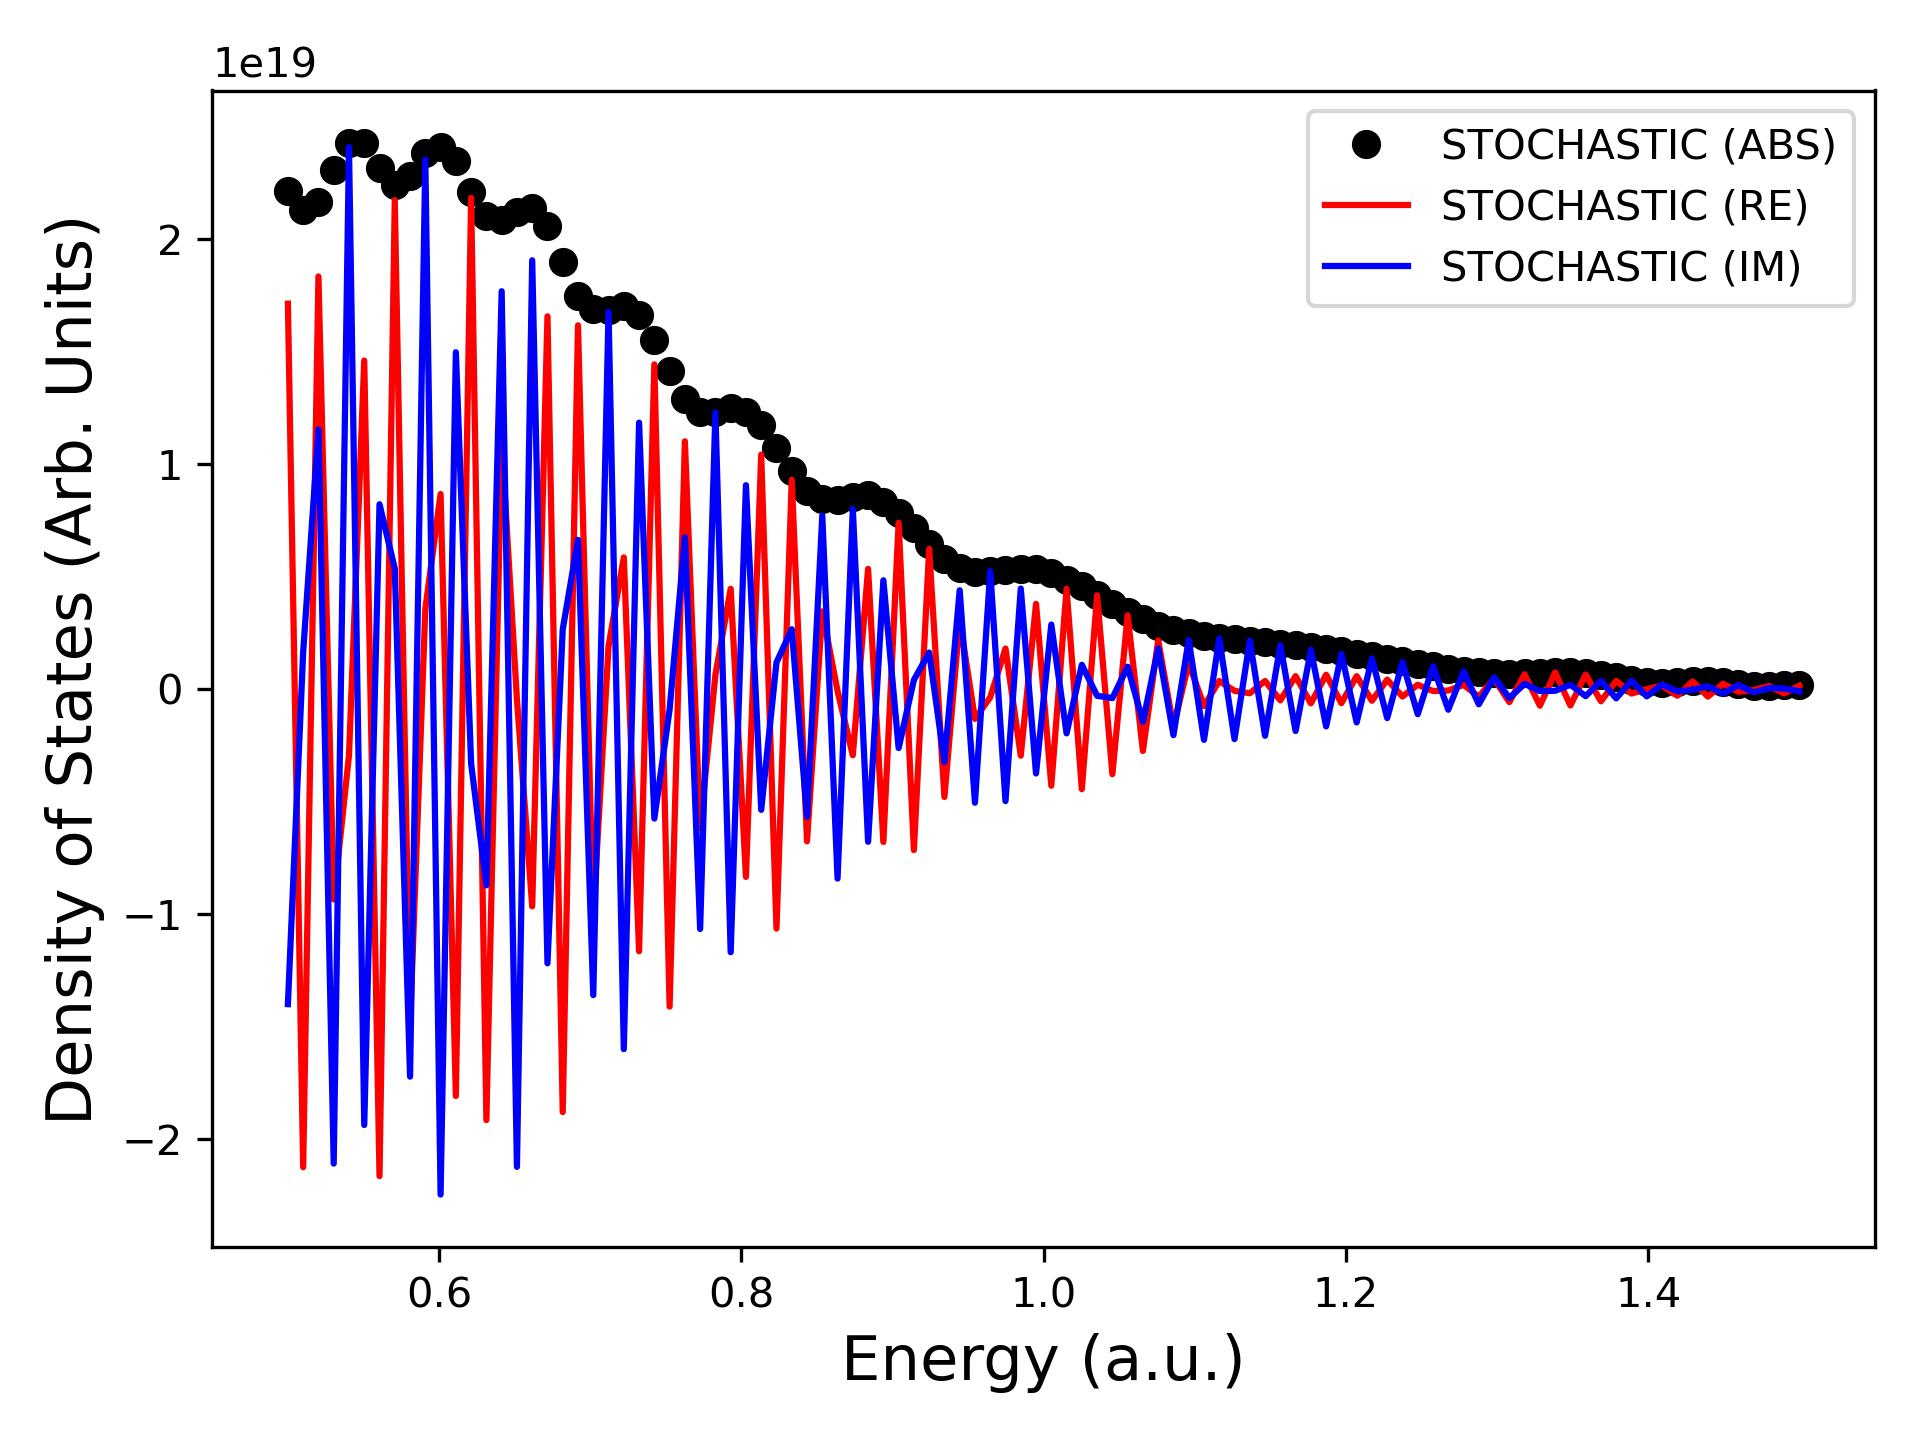 1e19
STOCHASTIC (ABS)
STOCHASTIC (RE)
STOCHASTIC (IM)
Density of States (Arb. Units)
2
1
0
−1
−2
0.6 0.8 1.0 1.2 1.4
Energy (a.u.)